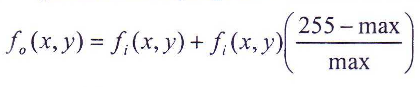 f_o(x, y) = f_i(x, y) + f_i(x, y)((255 − max)/max)